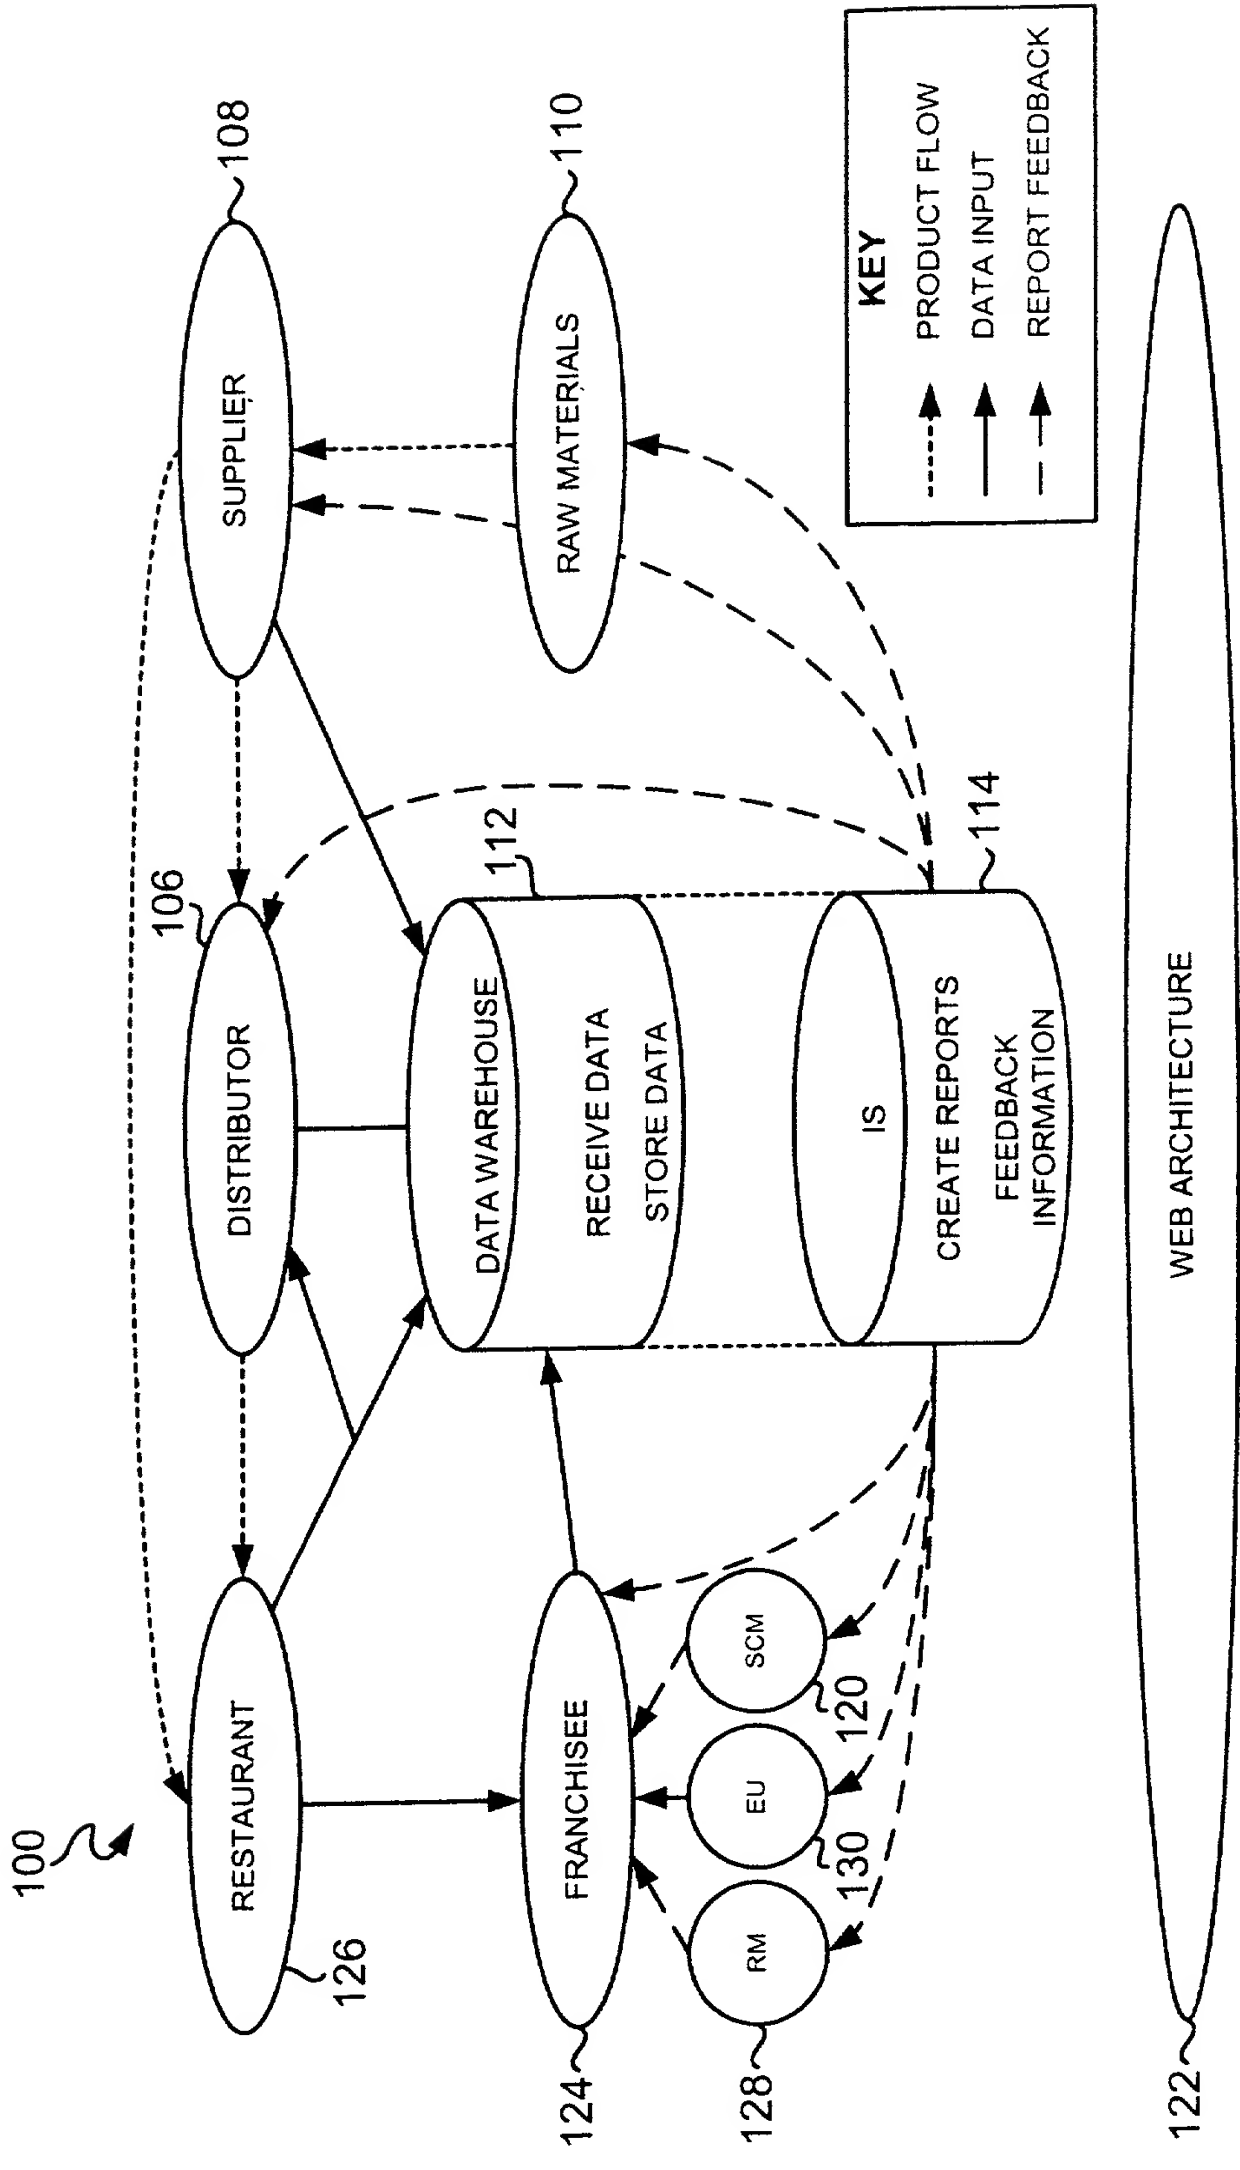 100
RESTAURANT
126
DISTRIBUTOR
106
SUPPLIER
108
FRANCHISEE
124
DATA WAREHOUSE
112
RECEIVE DATA
STORE DATA
RAW MATERIALS
110
RM
128
EU
130
SCM
120
IS
114
CREATE REPORTS
FEEDBACK
INFORMATION
KEY
PRODUCT FLOW
DATA INPUT
REPORT FEEDBACK
WEB ARCHITECTURE
122